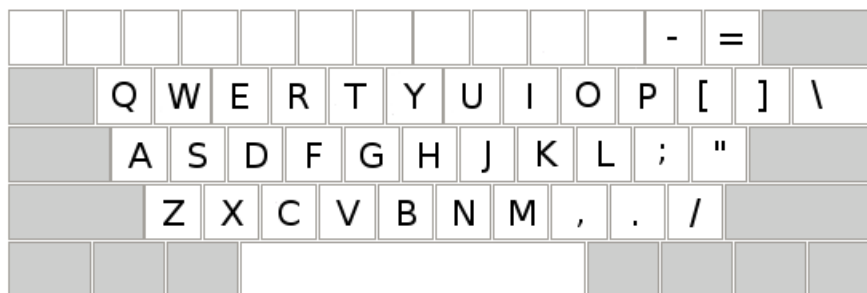 - =
Q W E R T Y U I O P [ ] \
A S D F G H J K L ; "
Z X C V B N M , . /